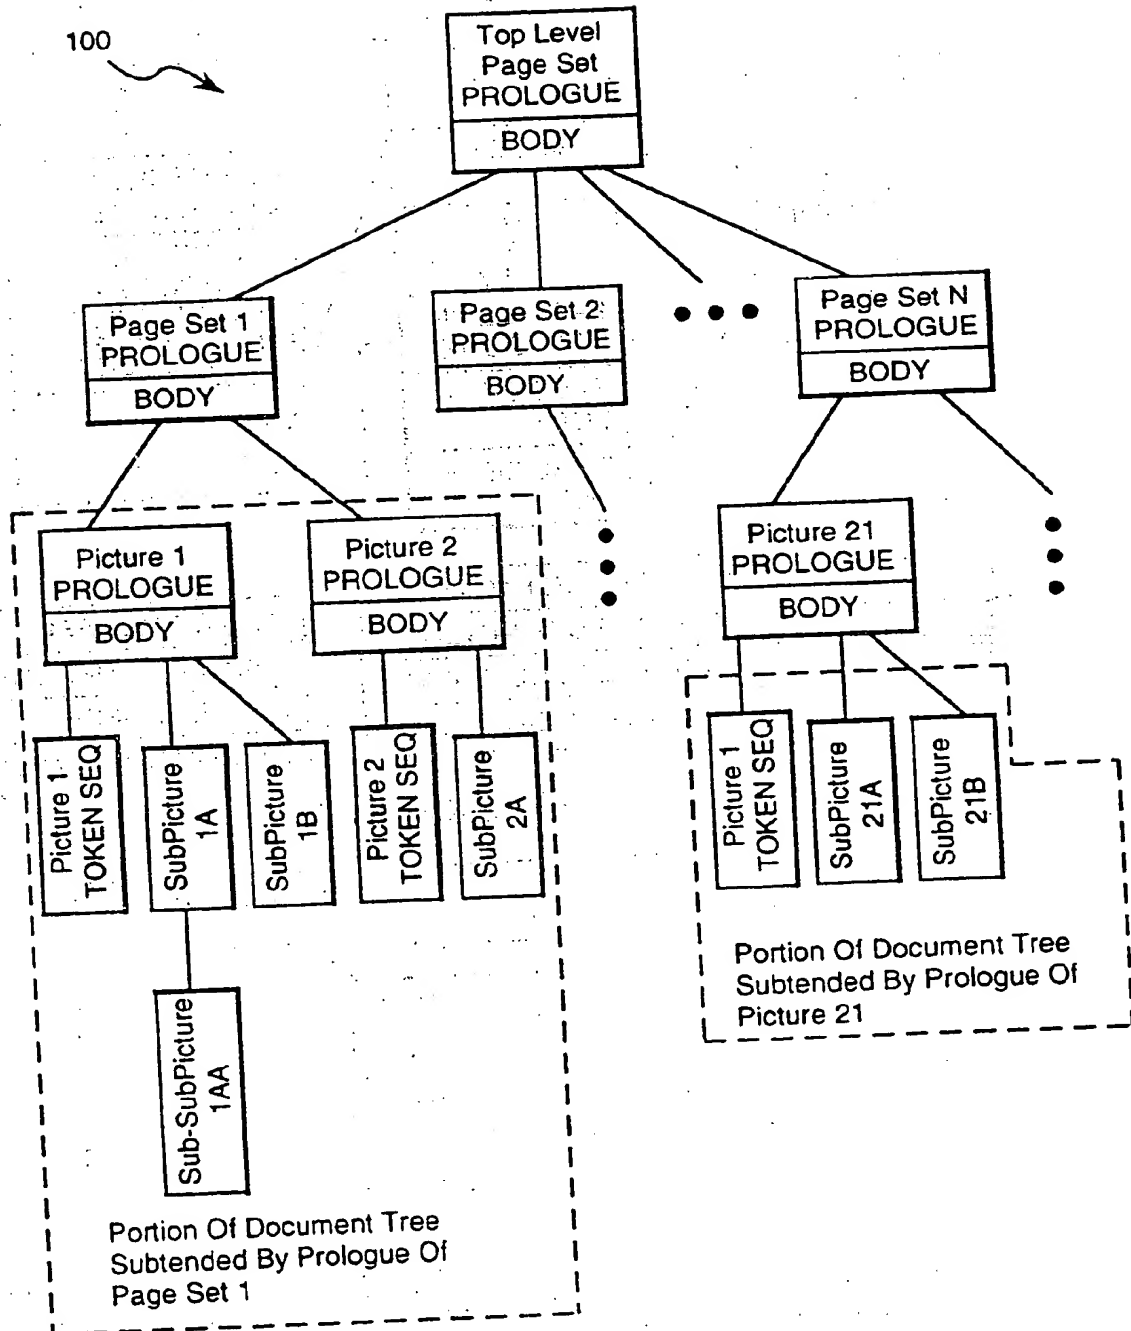 100
Top Level
Page Set
PROLOGUE
BODY
Page Set 1
PROLOGUE
BODY
Page Set 2
PROLOGUE
BODY
Page Set N
PROLOGUE
BODY
Picture 1
PROLOGUE
BODY
Picture 2
PROLOGUE
BODY
Picture 21
PROLOGUE
BODY
Picture 1
TOKEN SEQ
SubPicture
1A
SubPicture
1B
Picture 2
TOKEN SEQ
SubPicture
2A
Picture 1
TOKEN SEQ
SubPicture
21A
SubPicture
21B
Sub-SubPicture
1AA
Portion Of Document Tree
Subtended By Prologue Of
Picture 21
Portion Of Document Tree
Subtended By Prologue Of
Page Set 1